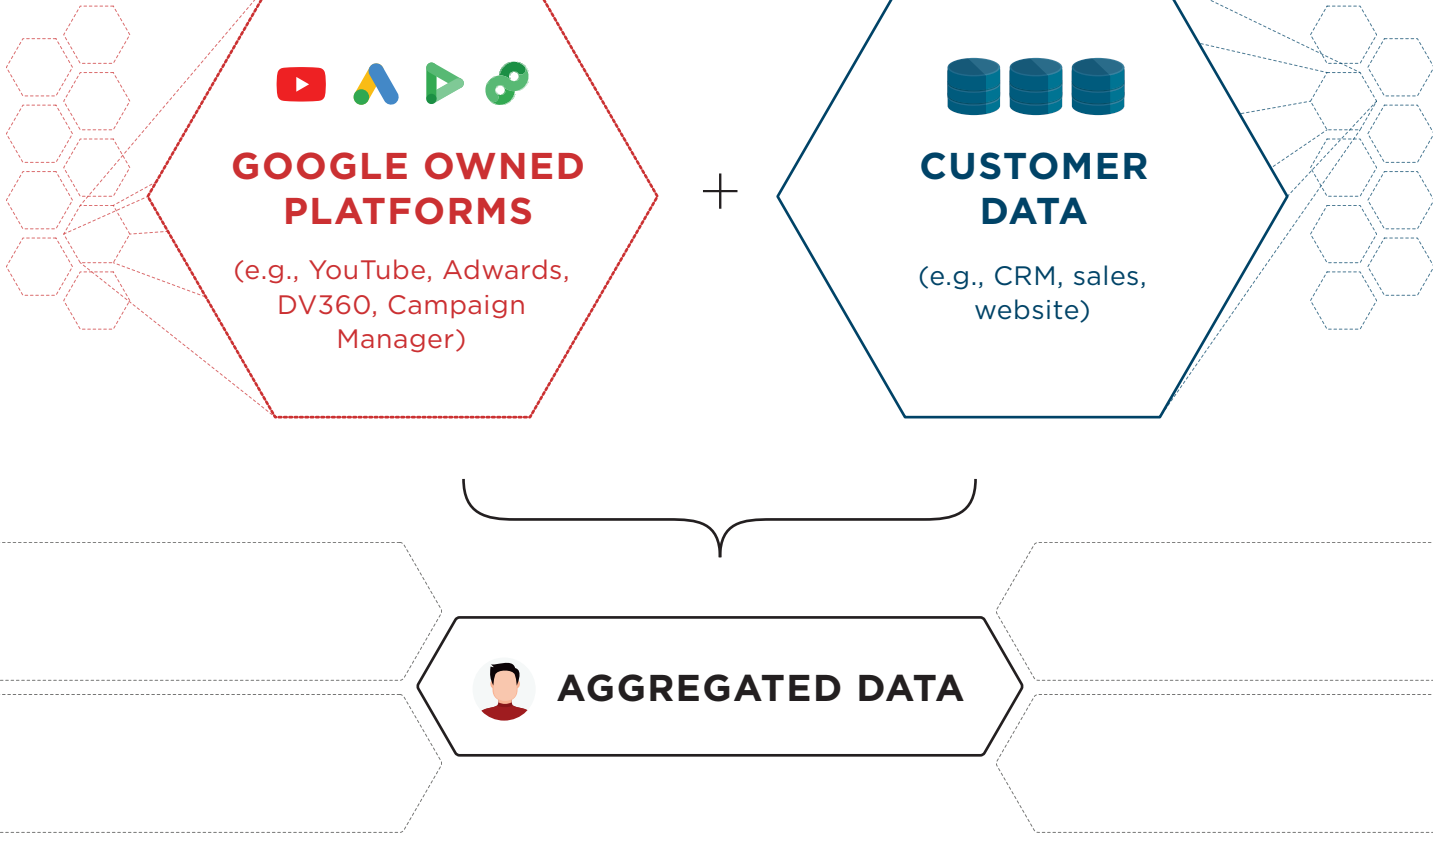 GOOGLE OWNED
PLATFORMS
(e.g., YouTube, Adwards,
DV360, Campaign
Manager)
CUSTOMER
DATA
(e.g., CRM, sales,
website)
AGGREGATED DATA